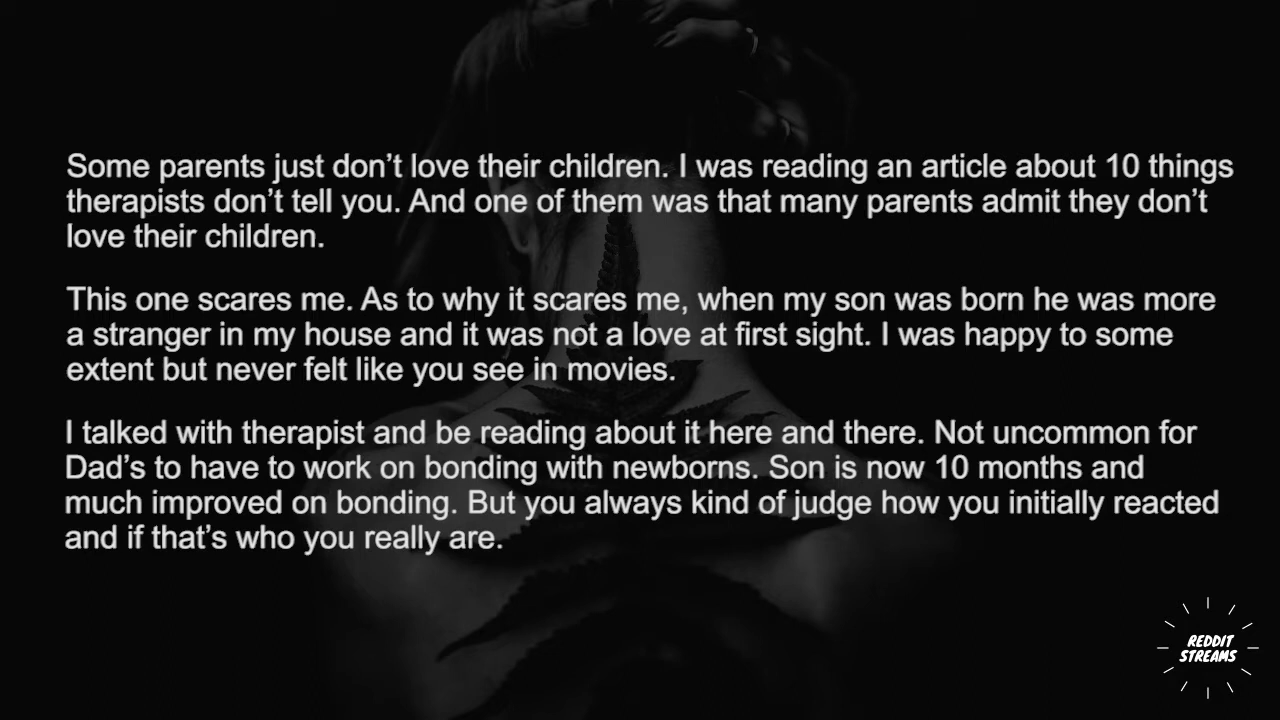 Some parents just don’t love their children. I was reading an article about 10 things
therapists don’t tell you. And one of them was that many parents admit they don’t
love their children.
This one scares me. As to why it scares me, when my son was born he was more
a stranger in my house and it was not a love at first sight. I was happy to some
extent but never felt like you see in movies.
I talked with therapist and be reading about it here and there. Not uncommon for
Dad’s to have to work on bonding with newborns. Son is now 10 months and
much improved on bonding. But you always kind of judge how you initially reacted
and if that’s who you really are.
REDDIT
STREAMS